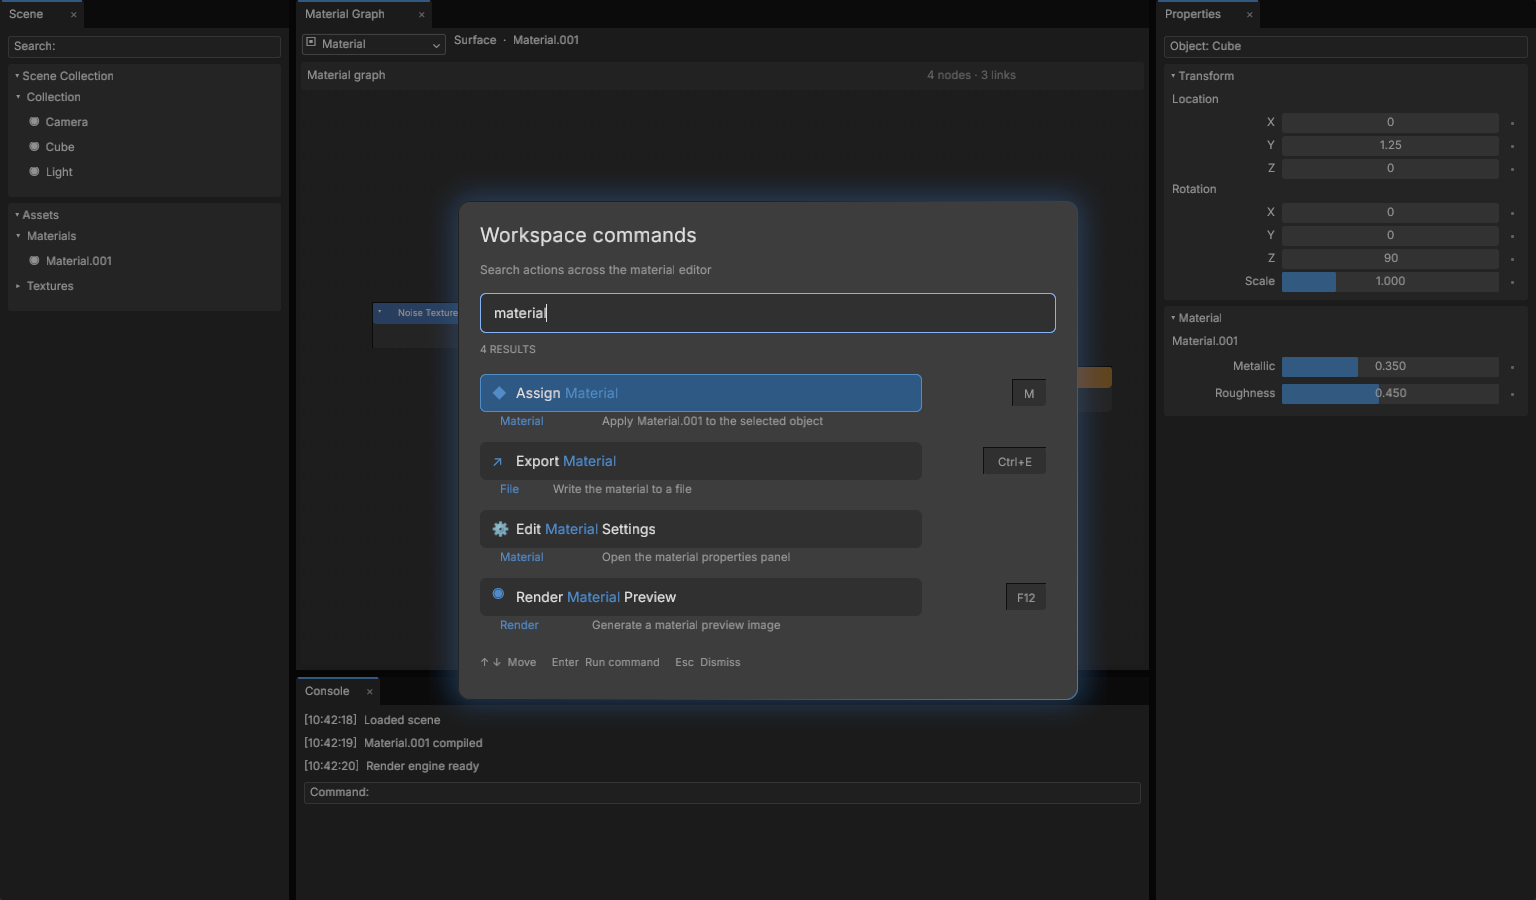 Scene ×
Search:
Scene Collection
Collection
Camera
Cube
Light
Assets
Materials
Material.001
Textures
Material Graph ×
Material
Surface · Material.001
Material graph
4 nodes · 3 links
Noise Texture
Workspace commands
Search actions across the material editor
material
4 RESULTS
Assign Material M
Material Apply Material.001 to the selected object
Export Material Ctrl+E
File Write the material to a file
Edit Material Settings
Material Open the material properties panel
Render Material Preview F12
Render Generate a material preview image
↑ ↓ Move Enter Run command Esc Dismiss
Console ×
[10:42:18] Loaded scene
[10:42:19] Material.001 compiled
[10:42:20] Render engine ready
Command:
Properties ×
Object: Cube
Transform
Location
X 0
Y 1.25
Z 0
Rotation
X 0
Y 0
Z 90
Scale 1.000
Material
Material.001
Metallic 0.350
Roughness 0.450